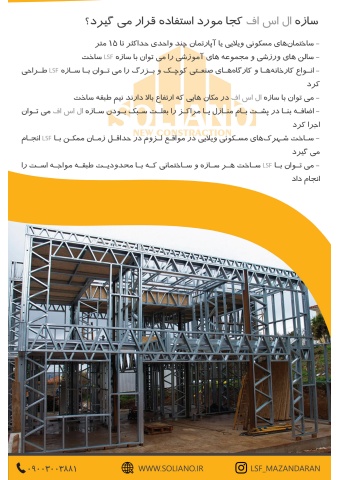 سازه ال اس اف کجا مورد استفاده قرار می گیرد؟
- ساختمان‌های مسکونی ویلایی یا آپارتمان چند واحدی حداکثر تا ۱۵ متر
- سالن های ورزشی و مجموعه های آموزشی را می توان با سازه LSF ساخت
- انواع کارخانه‌ها و کارگاه‌های صنعتی کوچک و بزرگ را می توان با سازه LSF طراحی
کرد
- می توان با سازه ال اس اف در مکان هایی که ارتفاع بالا دارند نیم طبقه ساخت
- اضافه بنا در پشت بام منازل یا مراکز را بعلت سبک بودن سازه ال اس اف می توان
اجرا کرد
- ساخت شهرک‌های مسکونی ویلایی در مواقع لزوم در حداقل زمان ممکن با LSF انجام
می گیرد
- می توان با LSF ساخت هر سازه و ساختمانی که با محدودیت طبقه مواجه است را
انجام داد
SOLIANO
NEW CONSTRUCTION
۰۹۰۰۳۰۰۳۸۸۱
WWW.SOLIANO.IR
LSF_MAZANDARAN